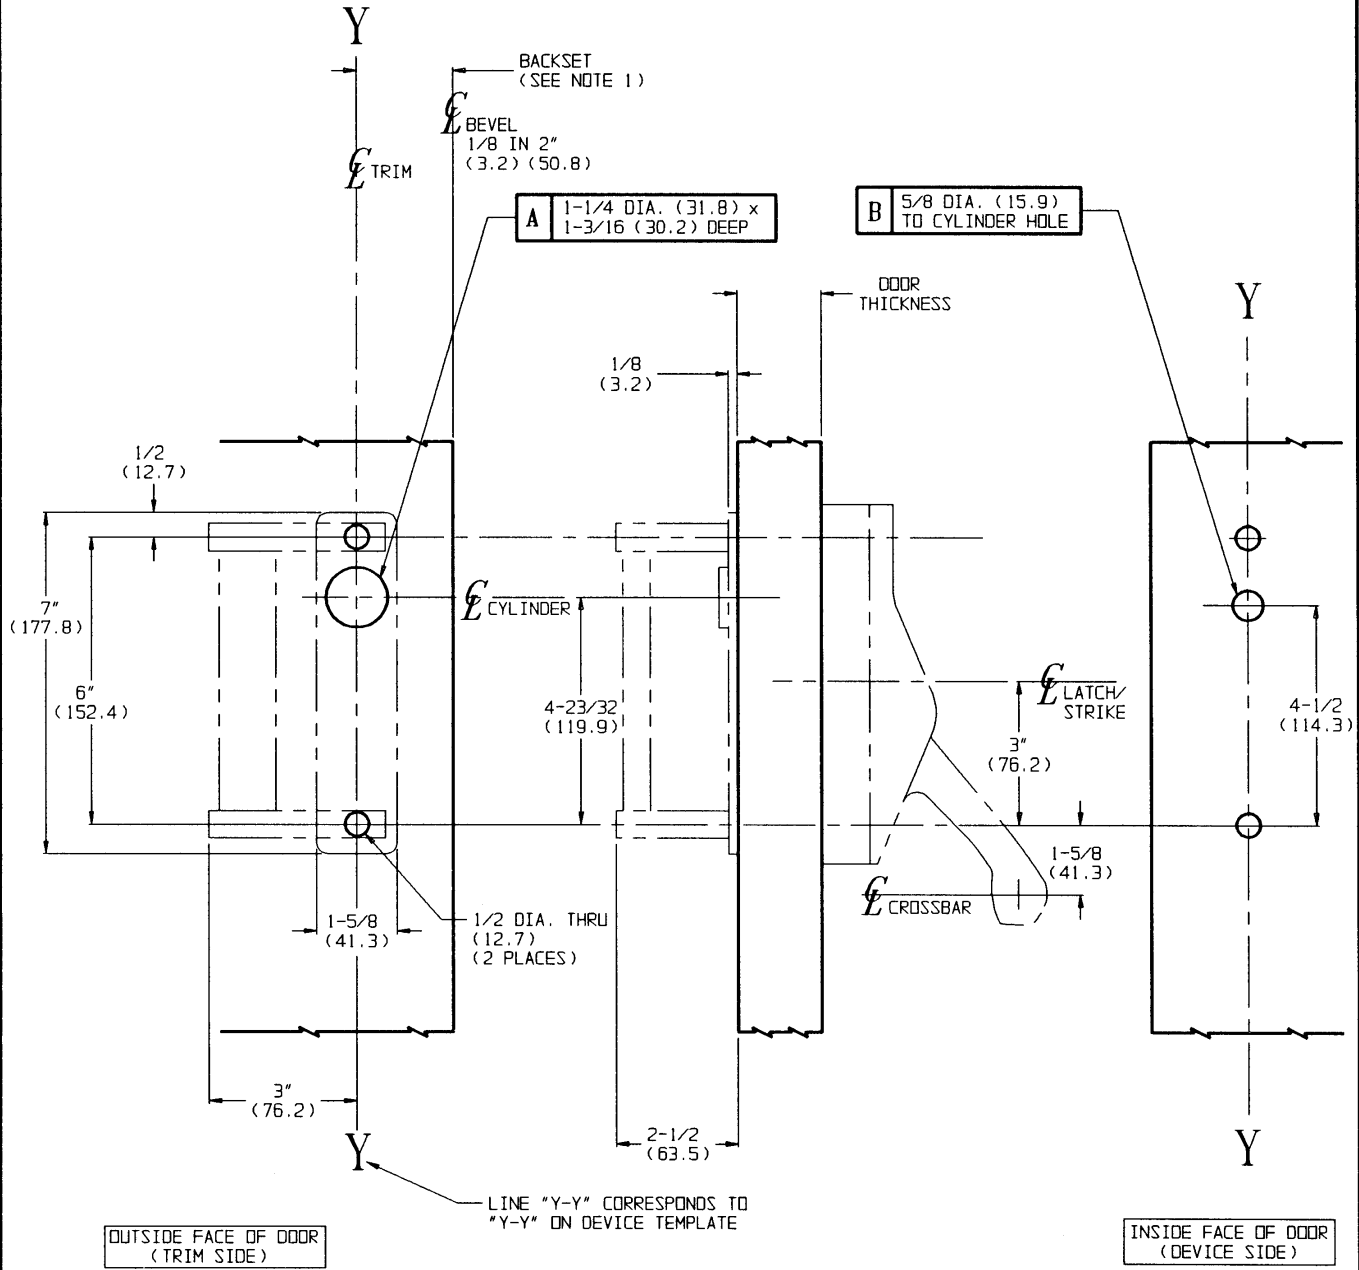 Y
BACKSET
(SEE NOTE 1)
℄ BEVEL
1/8 IN 2"
(3.2) (50.8)
℄ TRIM
A 1-1/4 DIA. (31.8) x
1-3/16 (30.2) DEEP
B 5/8 DIA. (15.9)
TO CYLINDER HOLE
DOOR
THICKNESS
Y
1/8
(3.2)
1/2
(12.7)
7"
(177.8)
6"
(152.4)
℄ CYLINDER
4-23/32
(119.9)
℄ LATCH/
STRIKE
3"
(76.2)
4-1/2
(114.3)
1-5/8
(41.3)
℄ CROSSBAR
1-5/8
(41.3)
1/2 DIA. THRU
(12.7)
(2 PLACES)
3"
(76.2)
2-1/2
(63.5)
Y
Y
LINE "Y-Y" CORRESPONDS TO
"Y-Y" ON DEVICE TEMPLATE
OUTSIDE FACE OF DOOR
(TRIM SIDE)
INSIDE FACE OF DOOR
(DEVICE SIDE)